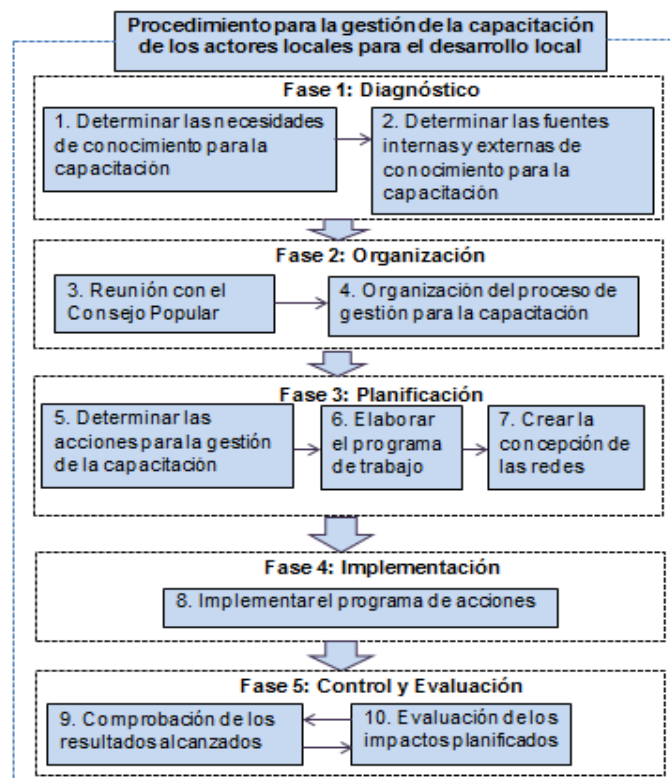 Procedimiento para la gestión de la capacitación
de los actores locales para el desarrollo local
Fase 1: Diagnóstico
1. Determinar las necesidades
de conocimiento para la
capacitación
2. Determinar las fuentes
internas y externas de
conocimiento para la
capacitación
Fase 2: Organización
3. Reunión con el
Consejo Popular
4. Organización del proceso de
gestión para la capacitación
Fase 3: Planificación
5. Determinar las
acciones para la gestión
de la capacitación
6. Elaborar
el programa
de trabajo
7. Crear la
concepción de
las redes
Fase 4: Implementación
8. Implementar el programa de acciones
Fase 5: Control y Evaluación
9. Comprobación de los
resultados alcanzados
10. Evaluación de los
impactos planificados